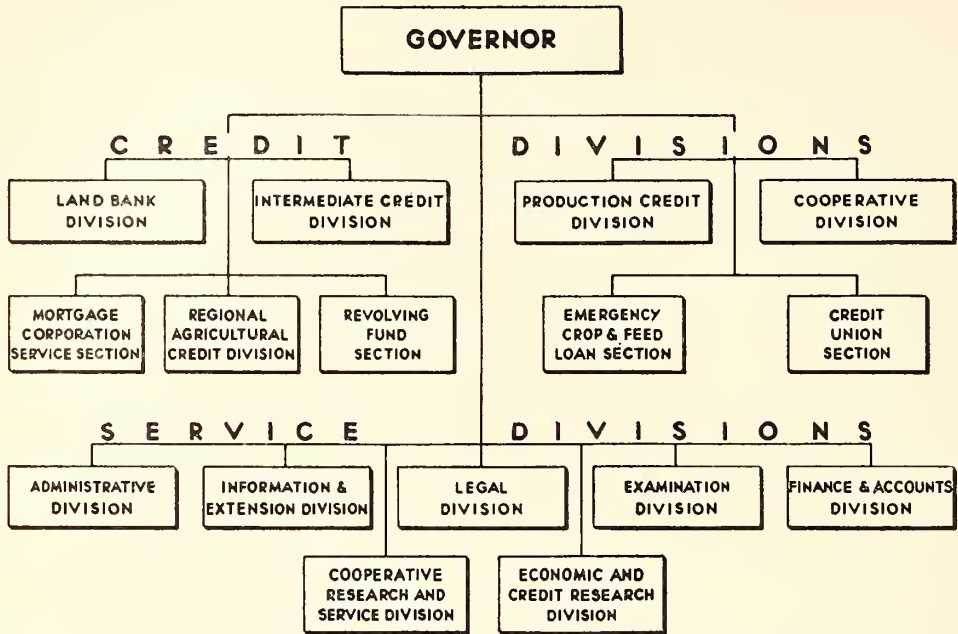 GOVERNOR
CREDIT DIVISIONS
LAND BANK
DIVISION
INTERMEDIATE CREDIT
DIVISION
PRODUCTION CREDIT
DIVISION
COOPERATIVE
DIVISION
MORTGAGE
CORPORATION
SERVICE SECTION
REGIONAL
AGRICULTURAL
CREDIT DIVISION
REVOLVING
FUND
SECTION
EMERGENCY
CROP & FEED
LOAN SECTION
CREDIT
UNION
SECTION
SERVICE DIVISIONS
ADMINISTRATIVE
DIVISION
INFORMATION &
EXTENSION DIVISION
LEGAL
DIVISION
EXAMINATION
DIVISION
FINANCE & ACCOUNTS
DIVISION
COOPERATIVE
RESEARCH AND
SERVICE DIVISION
ECONOMIC AND
CREDIT RESEARCH
DIVISION